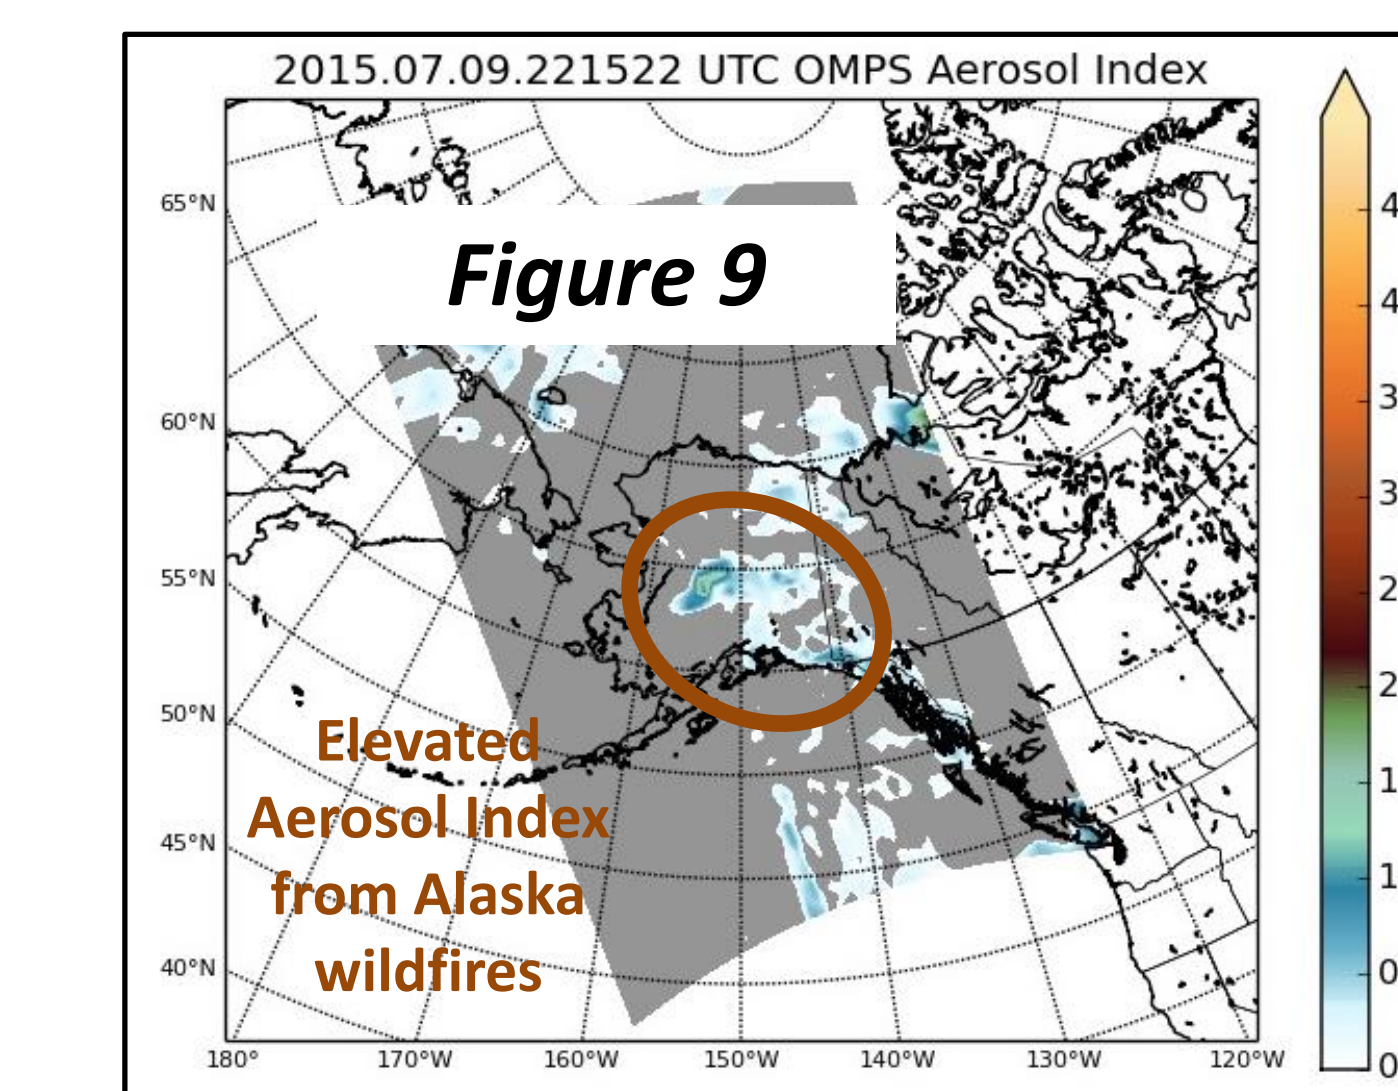 2015.07.09.221522 UTC OMPS Aerosol Index
Figure 9
65°N
60°N
55°N
50°N
45°N
40°N
Elevated
Aerosol Index
from Alaska
wildfires
180°
170°W
160°W
150°W
140°W
130°W
120°W
4
4
3
3
2
2
1
1
0
0